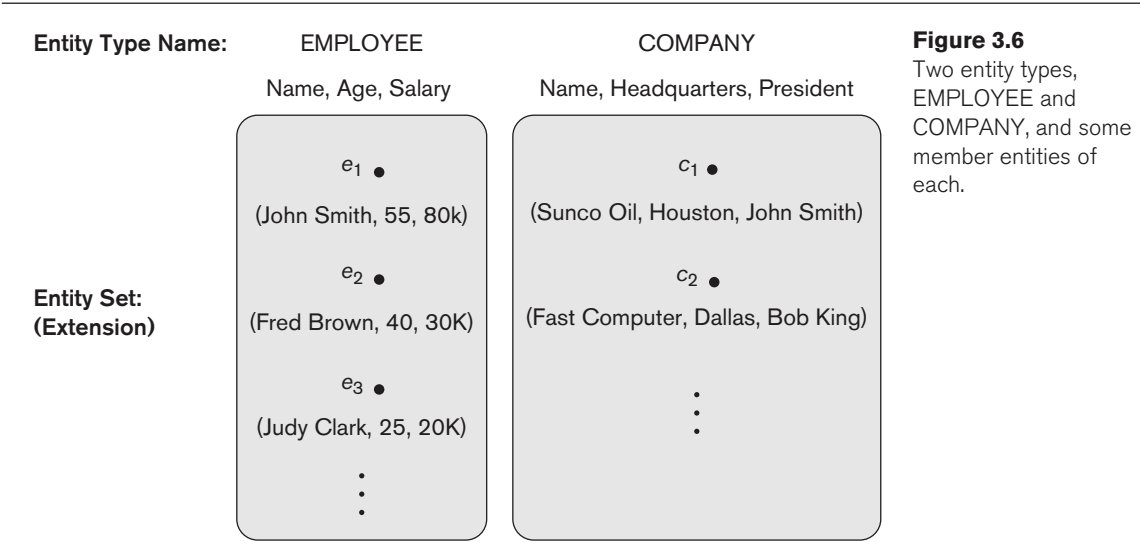 Entity Type Name: EMPLOYEE COMPANY
Name, Age, Salary Name, Headquarters, President
e1 c1
(John Smith, 55, 80k) (Sunco Oil, Houston, John Smith)
e2 c2
Entity Set:
(Extension)
(Fred Brown, 40, 30K) (Fast Computer, Dallas, Bob King)
e3
(Judy Clark, 25, 20K)
Figure 3.6
Two entity types,
EMPLOYEE and
COMPANY, and some
member entities of
each.